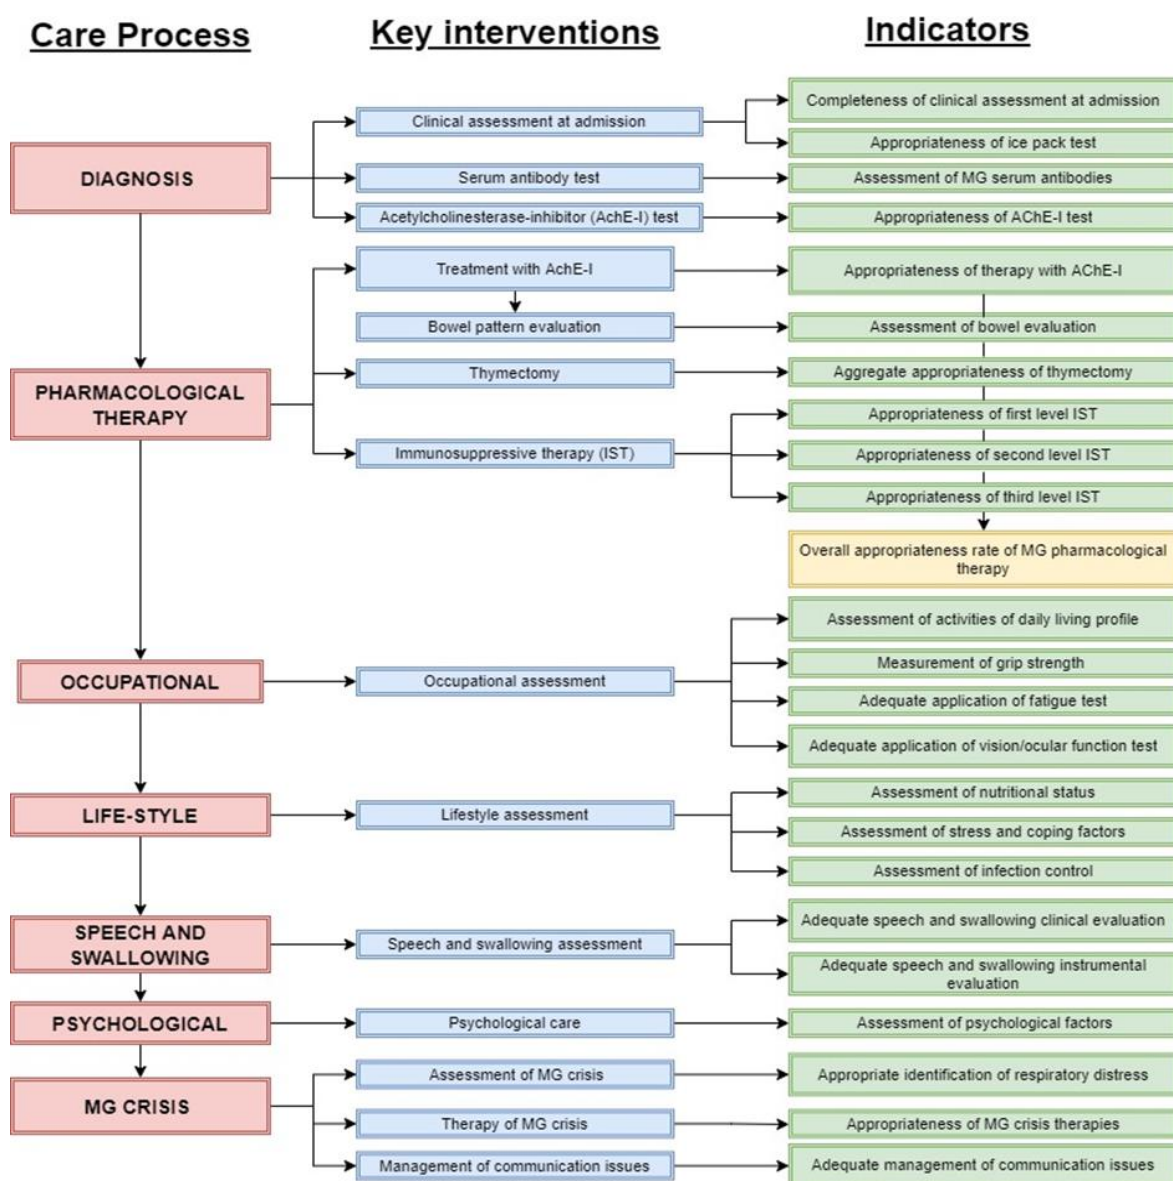 Care Process
Key interventions
Indicators
DIAGNOSIS
Clinical assessment at admission
Completeness of clinical assessment at admission
Appropriateness of ice pack test
Serum antibody test
Assessment of MG serum antibodies
Acetylcholinesterase-inhibitor (AchE-I) test
Appropriateness of AChE-I test
PHARMACOLOGICAL
THERAPY
Treatment with AchE-I
Appropriateness of therapy with AChE-I
Bowel pattern evaluation
Assessment of bowel evaluation
Thymectomy
Aggregate appropriateness of thymectomy
Immunosuppressive therapy (IST)
Appropriateness of first level IST
Appropriateness of second level IST
Appropriateness of third level IST
Overall appropriateness rate of MG pharmacological
therapy
OCCUPATIONAL
Occupational assessment
Assessment of activities of daily living profile
Measurement of grip strength
Adequate application of fatigue test
Adequate application of vision/ocular function test
LIFE-STYLE
Lifestyle assessment
Assessment of nutritional status
Assessment of stress and coping factors
Assessment of infection control
SPEECH AND
SWALLOWING
Speech and swallowing assessment
Adequate speech and swallowing clinical evaluation
Adequate speech and swallowing instrumental
evaluation
PSYCHOLOGICAL
Psychological care
Assessment of psychological factors
MG CRISIS
Assessment of MG crisis
Appropriate identification of respiratory distress
Therapy of MG crisis
Appropriateness of MG crisis therapies
Management of communication issues
Adequate management of communication issues